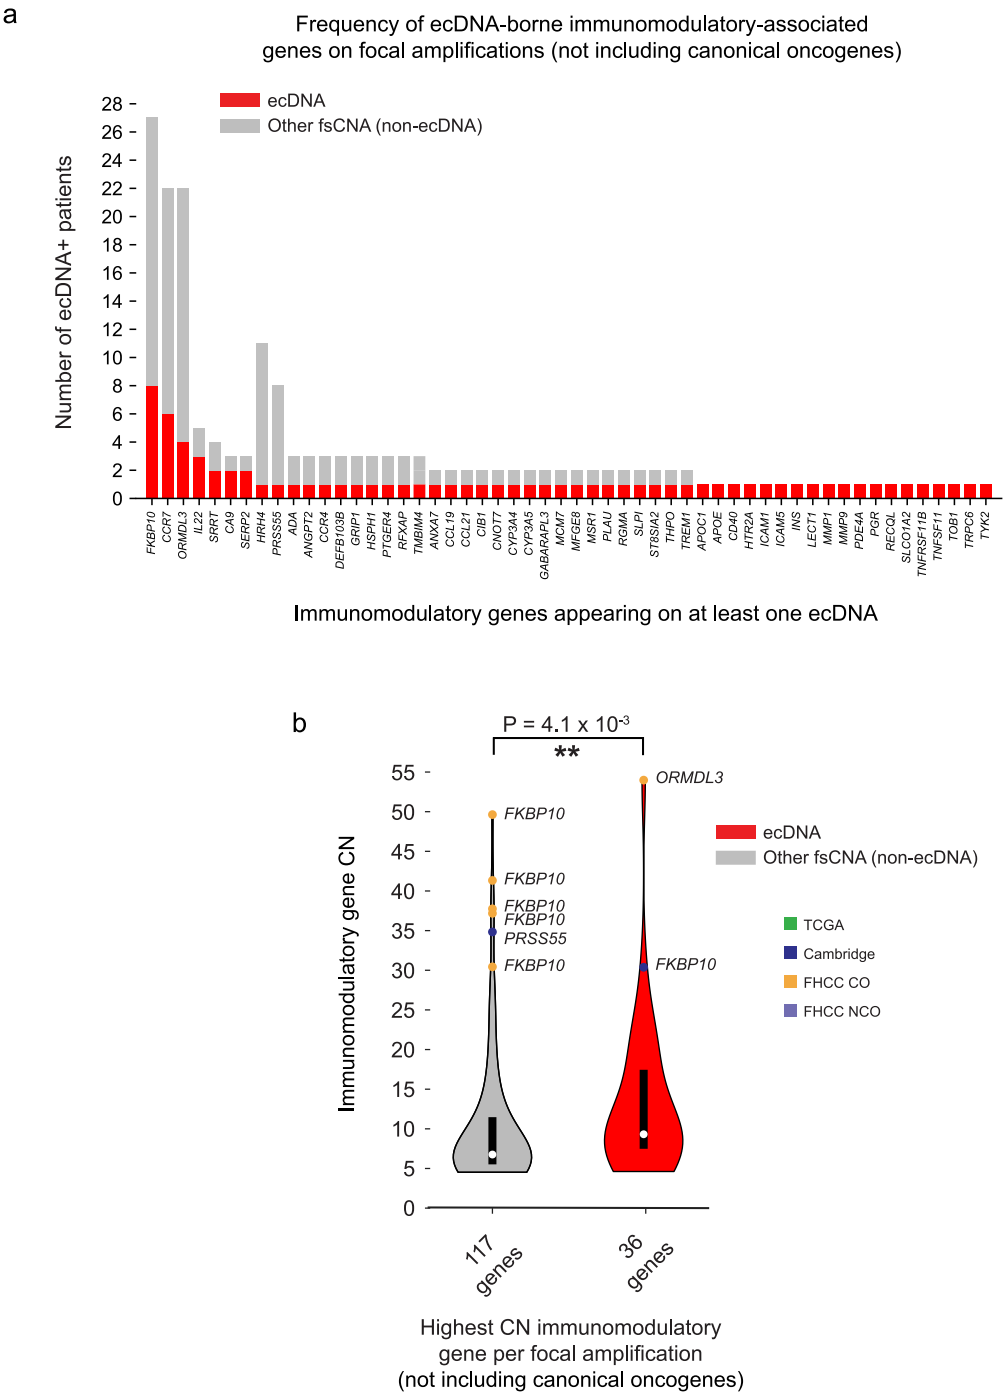 a
Frequency of ecDNA-borne immunomodulatory-associated
genes on focal amplifications (not including canonical oncogenes)
ecDNA
Other fsCNA (non-ecDNA)
Number of ecDNA+ patients
28
26
24
22
20
18
16
14
12
10
8
6
4
2
0
FKBP10
CCR7
ORMDL3
IL22
SRRT
CA9
SERP2
HRH4
PRSS55
ADA
ANGPT2
CCR4
DEFB103B
GRIP1
HSPH1
PTGER4
RFXAP
TMBIM4
ANXA7
CCL19
CCL21
CIB1
CNOT7
CYP3A4
CYP3A5
GABARAPL3
MCM7
MFGE8
MSR1
PLAU
RGMA
SLPI
ST8SIA2
THPO
TREM1
APOC1
APOE
CD40
HTR2A
ICAM1
ICAM5
INS
LECT1
MMP1
MMP9
PDE4A
PGR
RECQL
SLCO1A2
TNFRSF11B
TNFSF11
TOB1
TRPC6
TYK2
Immunomodulatory genes appearing on at least one ecDNA
b
P = 4.1 x 10-3
**
Immunomodulatory gene CN
55
50
45
40
35
30
25
20
15
10
5
0
FKBP10
FKBP10
FKBP10
FKBP10
PRSS55
FKBP10
ORMDL3
FKBP10
ecDNA
Other fsCNA (non-ecDNA)
TCGA
Cambridge
FHCC CO
FHCC NCO
117
genes
36
genes
Highest CN immunomodulatory
gene per focal amplification
(not including canonical oncogenes)